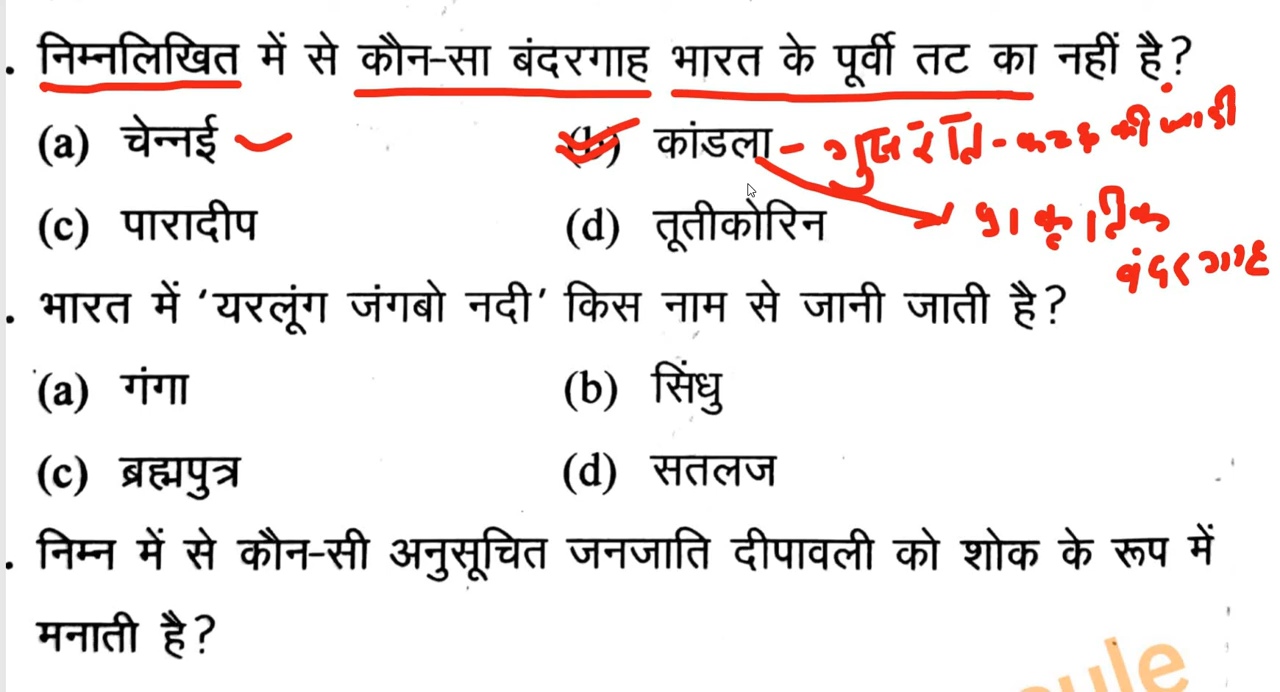 . निम्नलिखित में से कौन-सा बंदरगाह भारत के पूर्वी तट का नहीं है?
(a) चेन्नई (b) कांडला - गुजरात - कच्छ की खाड़ी
(c) पारादीप (d) तूतीकोरिन प्राकृतिक
बंदरगाह
. भारत में ‘यरलूंग जंगबो नदी’ किस नाम से जानी जाती है?
(a) गंगा (b) सिंधु
(c) ब्रह्मपुत्र (d) सतलज
. निम्न में से कौन-सी अनुसूचित जनजाति दीपावली को शोक के रूप में
मनाती है?
ule